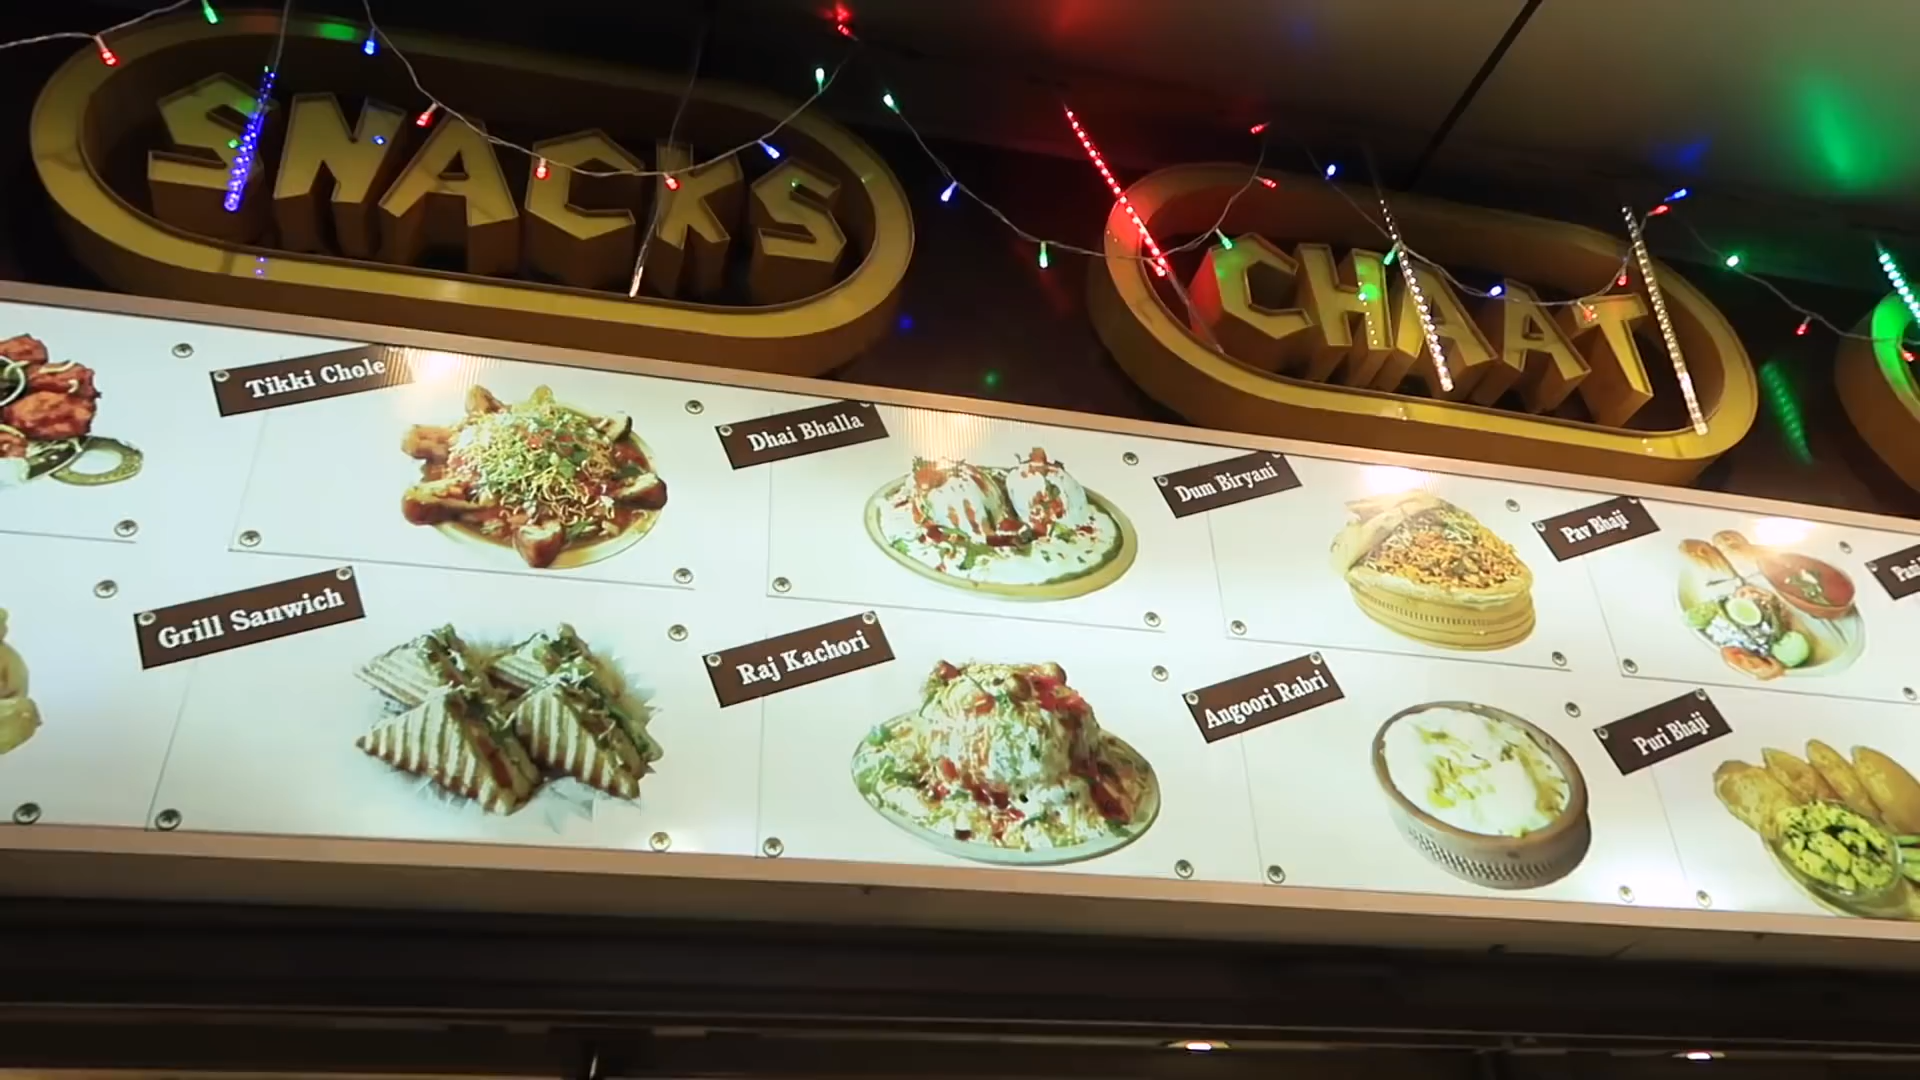 SNACKS
CHAAT
Tikki Chole
Dhai Bhalla
Dum Biryani
Pav Bhaji
Grill Sanwich
Raj Kachori
Angoori Rabri
Puri Bhaji